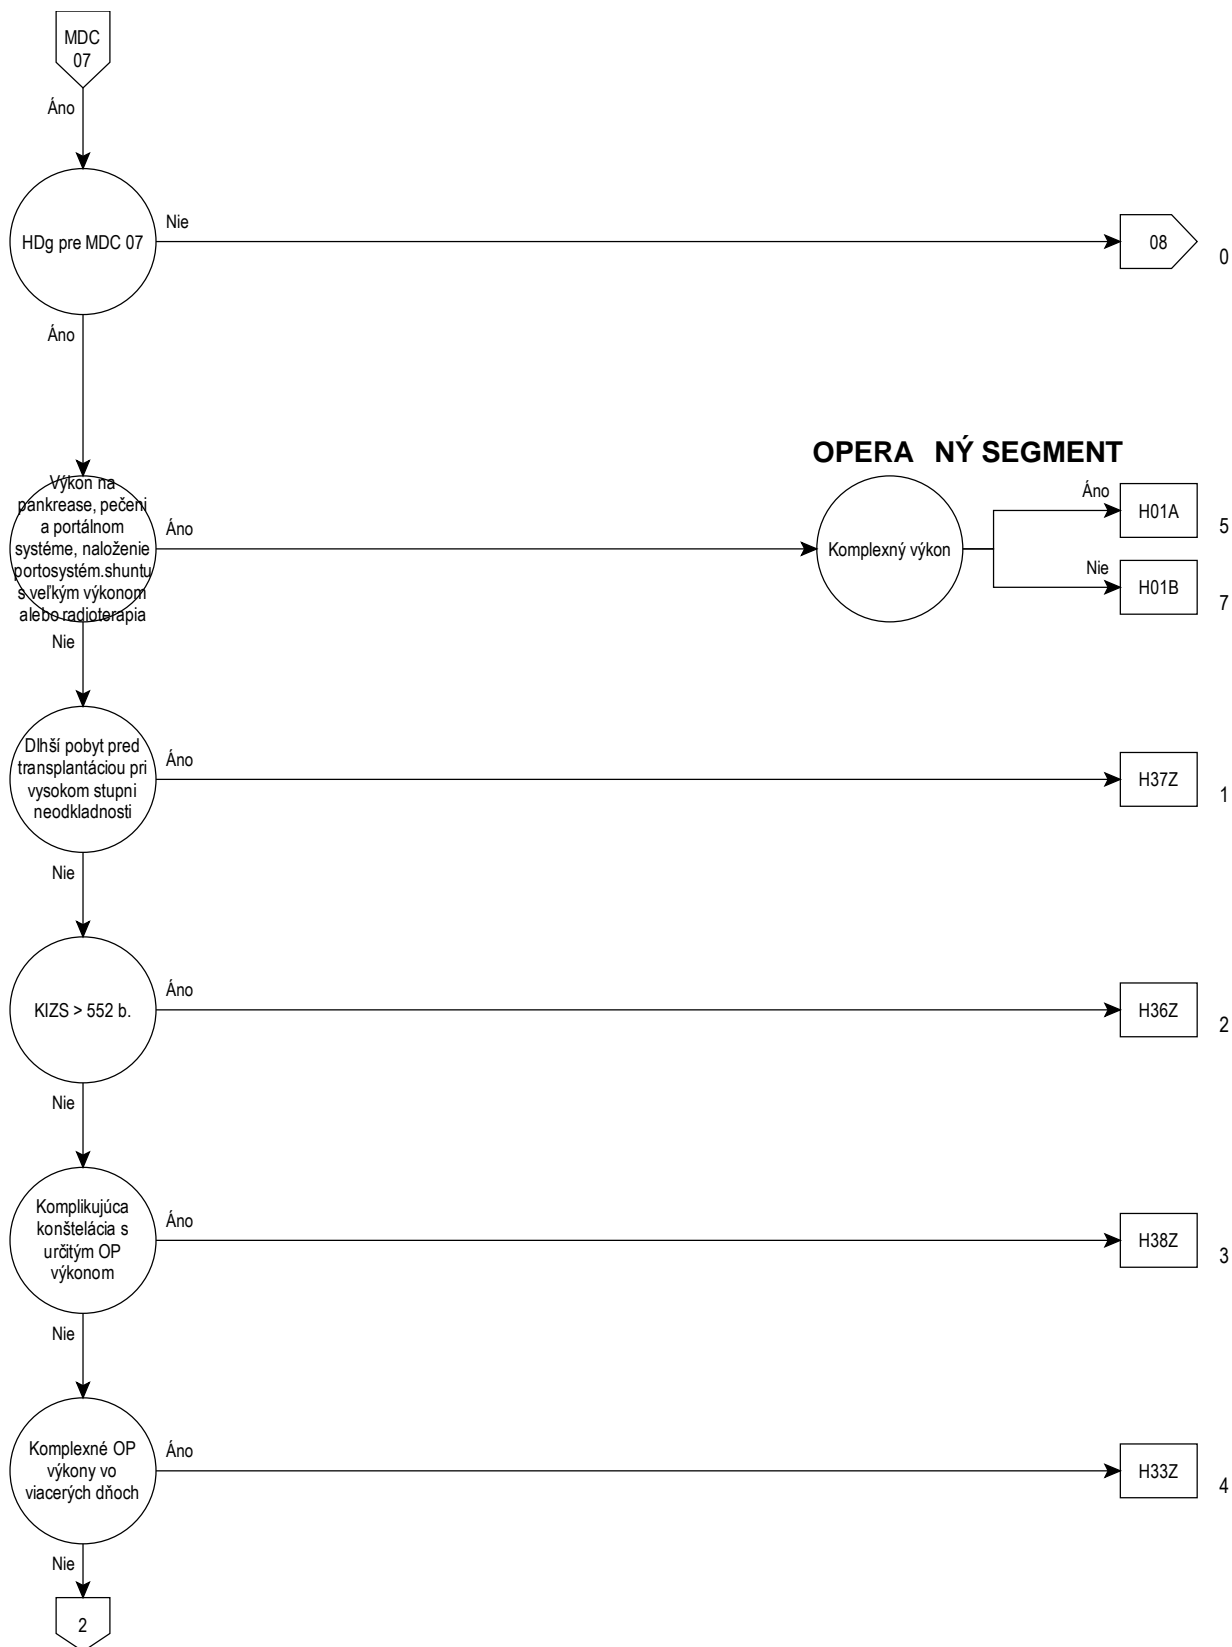 MDC
07
Áno
HDg pre MDC 07
Nie
08
0
Áno
OPERA NÝ SEGMENT
Výkon na
pankrease, pečeni
a portálnom
systéme, naloženie
portosystém.shuntu
s veľkým výkonom
alebo radioterapia
Áno
Komplexný výkon
Áno
H01A
5
Nie
H01B
7
Nie
Dlhší pobyt pred
transplantáciou pri
vysokom stupni
neodkladnosti
Áno
H37Z
1
Nie
KIZS > 552 b.
Áno
H36Z
2
Nie
Komplikujúca
konštelácia s
určitým OP
výkonom
Áno
H38Z
3
Nie
Komplexné OP
výkony vo
viacerých dňoch
Áno
H33Z
4
Nie
2